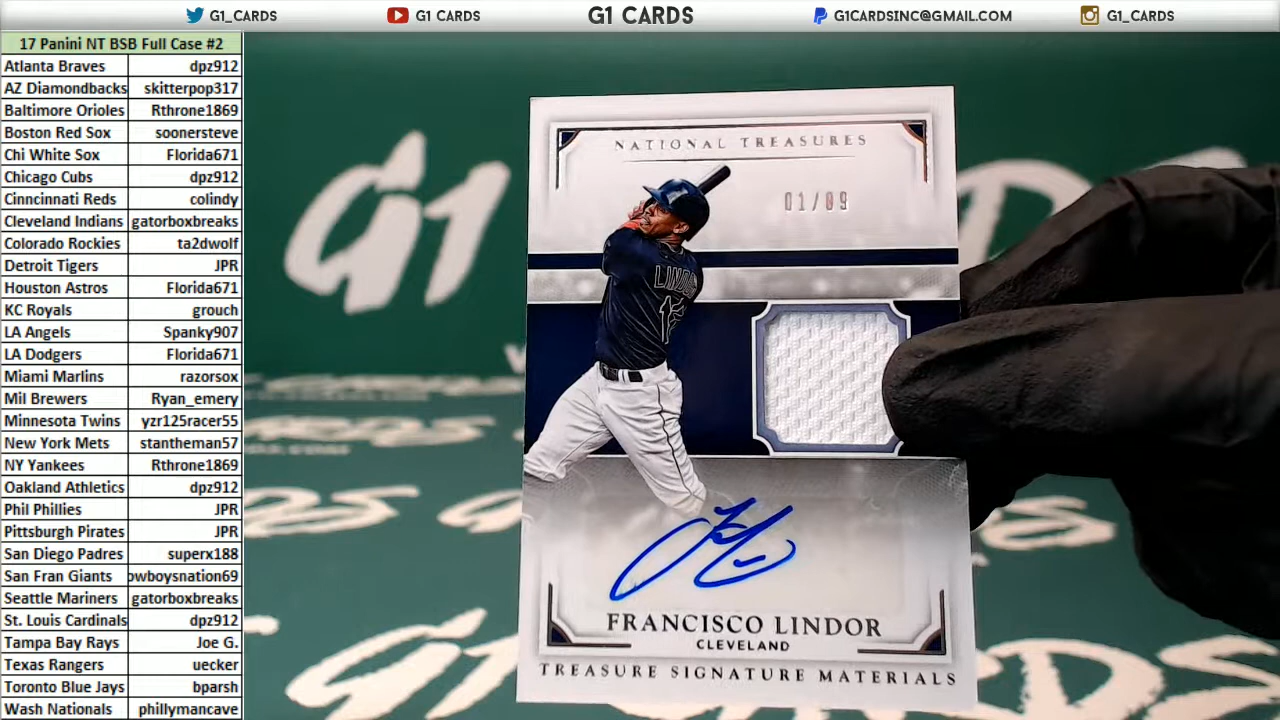 G1_CARDS G1 CARDS G1 CARDS G1CARDSINC@GMAIL.COM G1_CARDS
17 Panini NT BSB Full Case #2
Atlanta Braves dpz912
AZ Diamondbacks skitterpop317
Baltimore Orioles Rthrone1869
Boston Red Sox soonersteve
Chi White Sox Florida671
Chicago Cubs dpz912
Cinncinnati Reds colindy
Cleveland Indians gatorboxbreaks
Colorado Rockies ta2dwolf
Detroit Tigers JPR
Houston Astros Florida671
KC Royals grouch
LA Angels Spanky907
LA Dodgers Florida671
Miami Marlins razorsox
Mil Brewers Ryan_emery
Minnesota Twins yzr125racer55
New York Mets stantheman57
NY Yankees Rthrone1869
Oakland Athletics dpz912
Phil Phillies JPR
Pittsburgh Pirates JPR
San Diego Padres superx188
San Fran Giants owboysnation69
Seattle Mariners gatorboxbreaks
St. Louis Cardinals dpz912
Tampa Bay Rays Joe G.
Texas Rangers uecker
Toronto Blue Jays bparsh
Wash Nationals phillymancave
G1
NATIONAL TREASURES
01/09
LINDOR
12
FRANCISCO LINDOR
CLEVELAND
TREASURE SIGNATURE MATERIALS